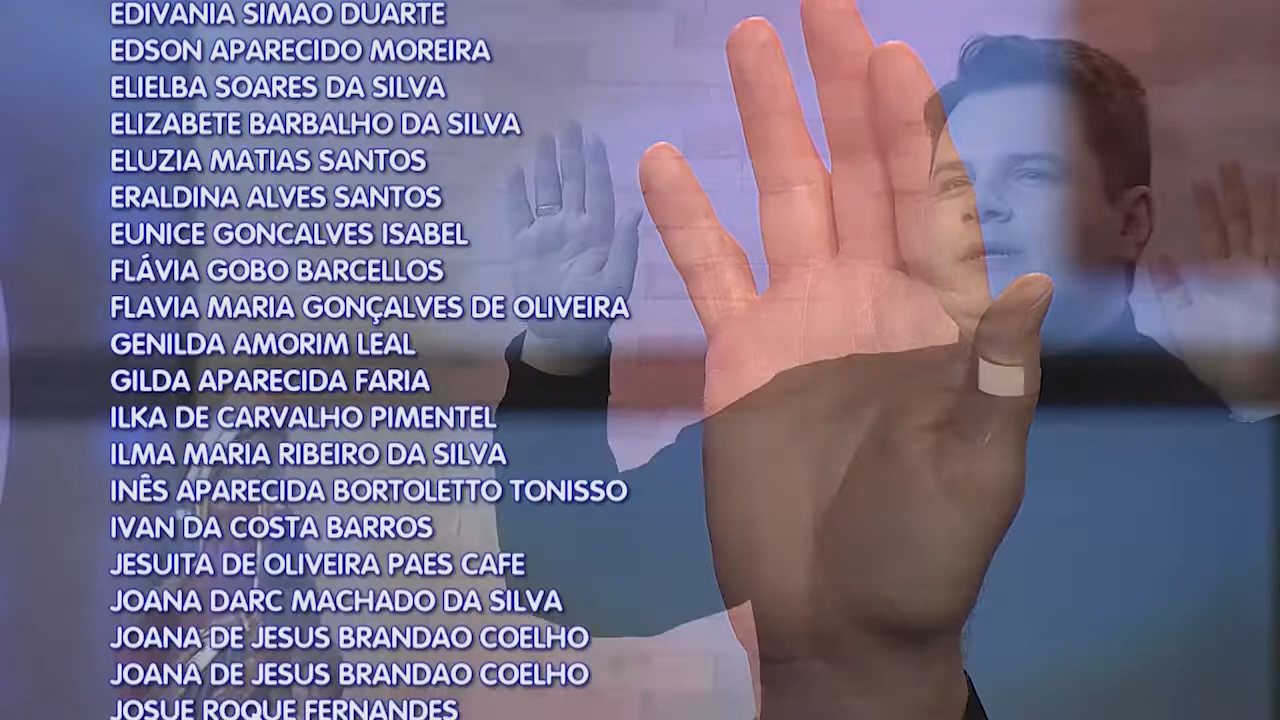 EDIVANIA SIMAO DUARTE
EDSON APARECIDO MOREIRA
ELIELBA SOARES DA SILVA
ELIZABETE BARBALHO DA SILVA
ELUZIA MATIAS SANTOS
ERALDINA ALVES SANTOS
EUNICE GONCALVES ISABEL
FLÁVIA GOBO BARCELLOS
FLAVIA MARIA GONÇALVES DE OLIVEIRA
GENILDA AMORIM LEAL
GILDA APARECIDA FARIA
ILKA DE CARVALHO PIMENTEL
ILMA MARIA RIBEIRO DA SILVA
INÊS APARECIDA BORTOLETTO TONISSO
IVAN DA COSTA BARROS
JESUITA DE OLIVEIRA PAES CAFE
JOANA DARC MACHADO DA SILVA
JOANA DE JESUS BRANDAO COELHO
JOANA DE JESUS BRANDAO COELHO
JOSUE ROQUE FERNANDES